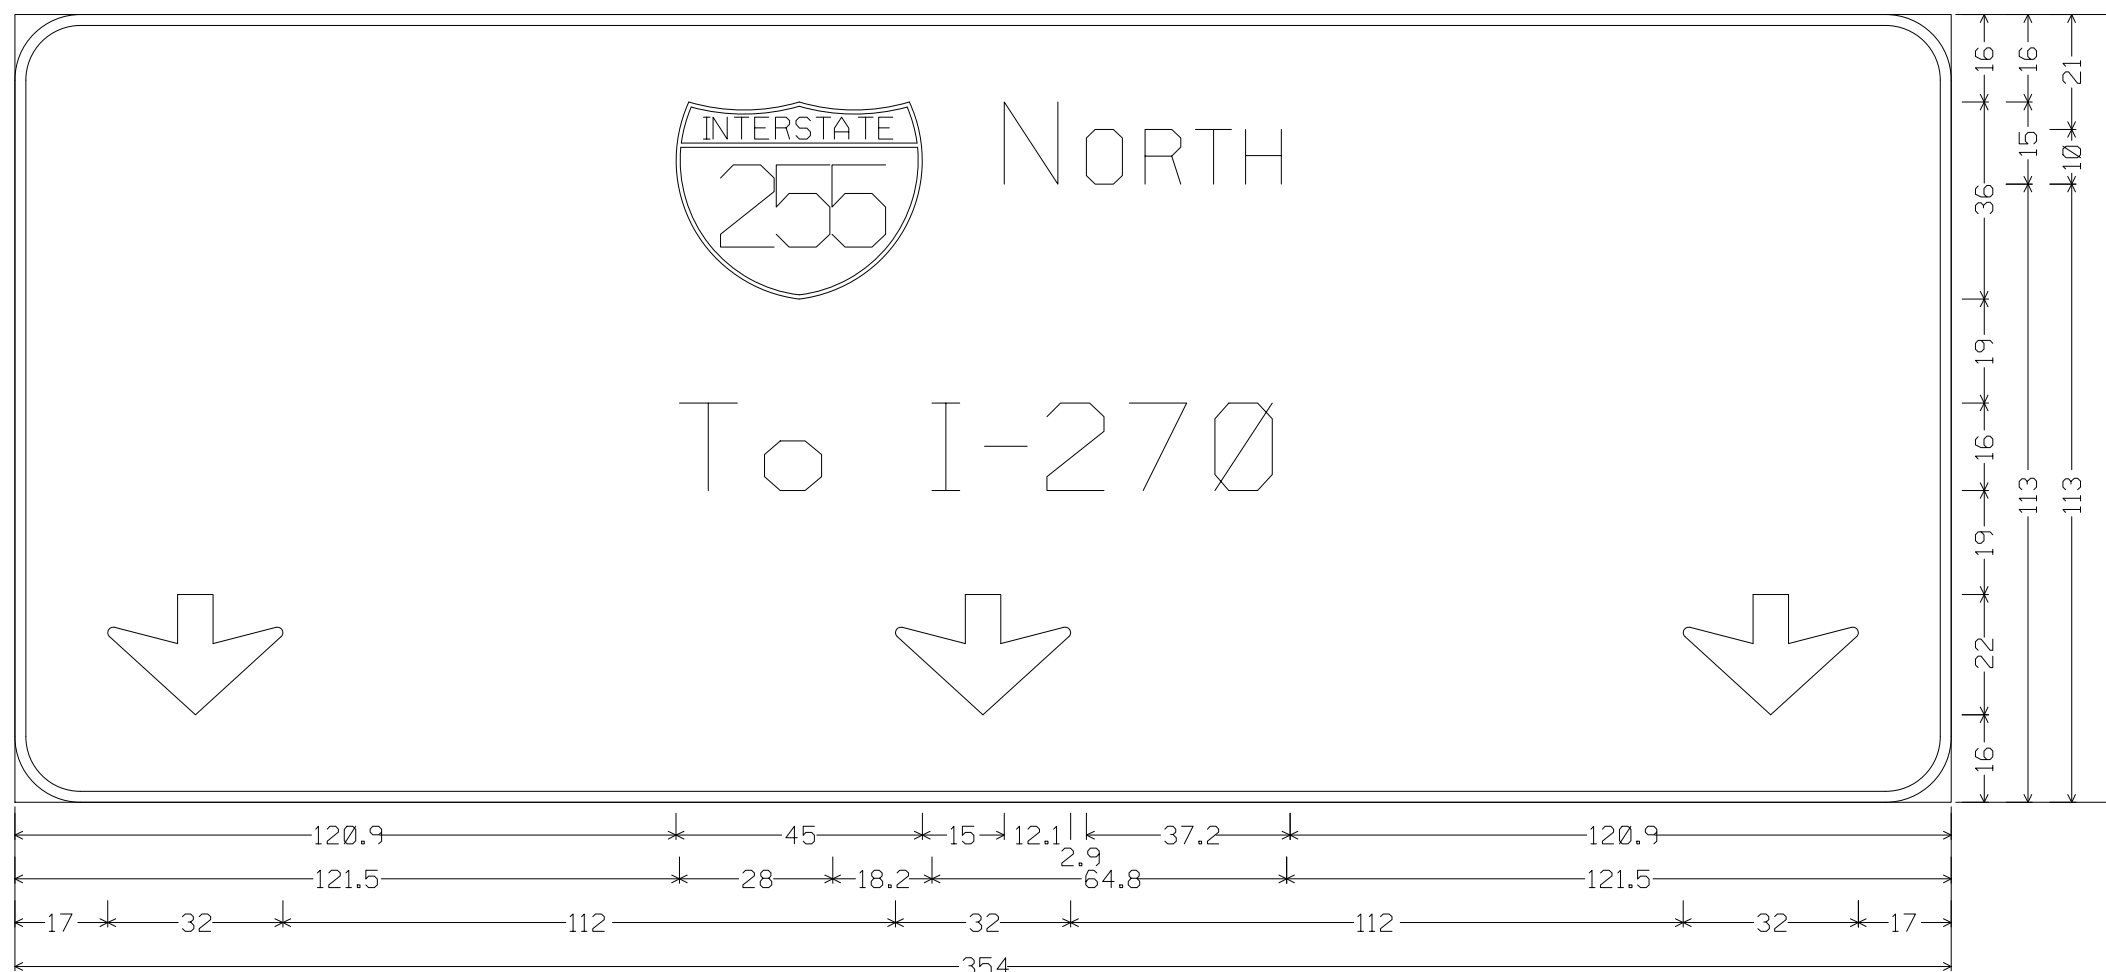 INTERSTATE
255
NORTH
To I-270
16 36 19 16 19 22 16
16 15 113
21 10 113
120.9 45 15 12.1 2.9 37.2 120.9
121.5 28 18.2 64.8 121.5
17 32 112 32 112 32 17
354